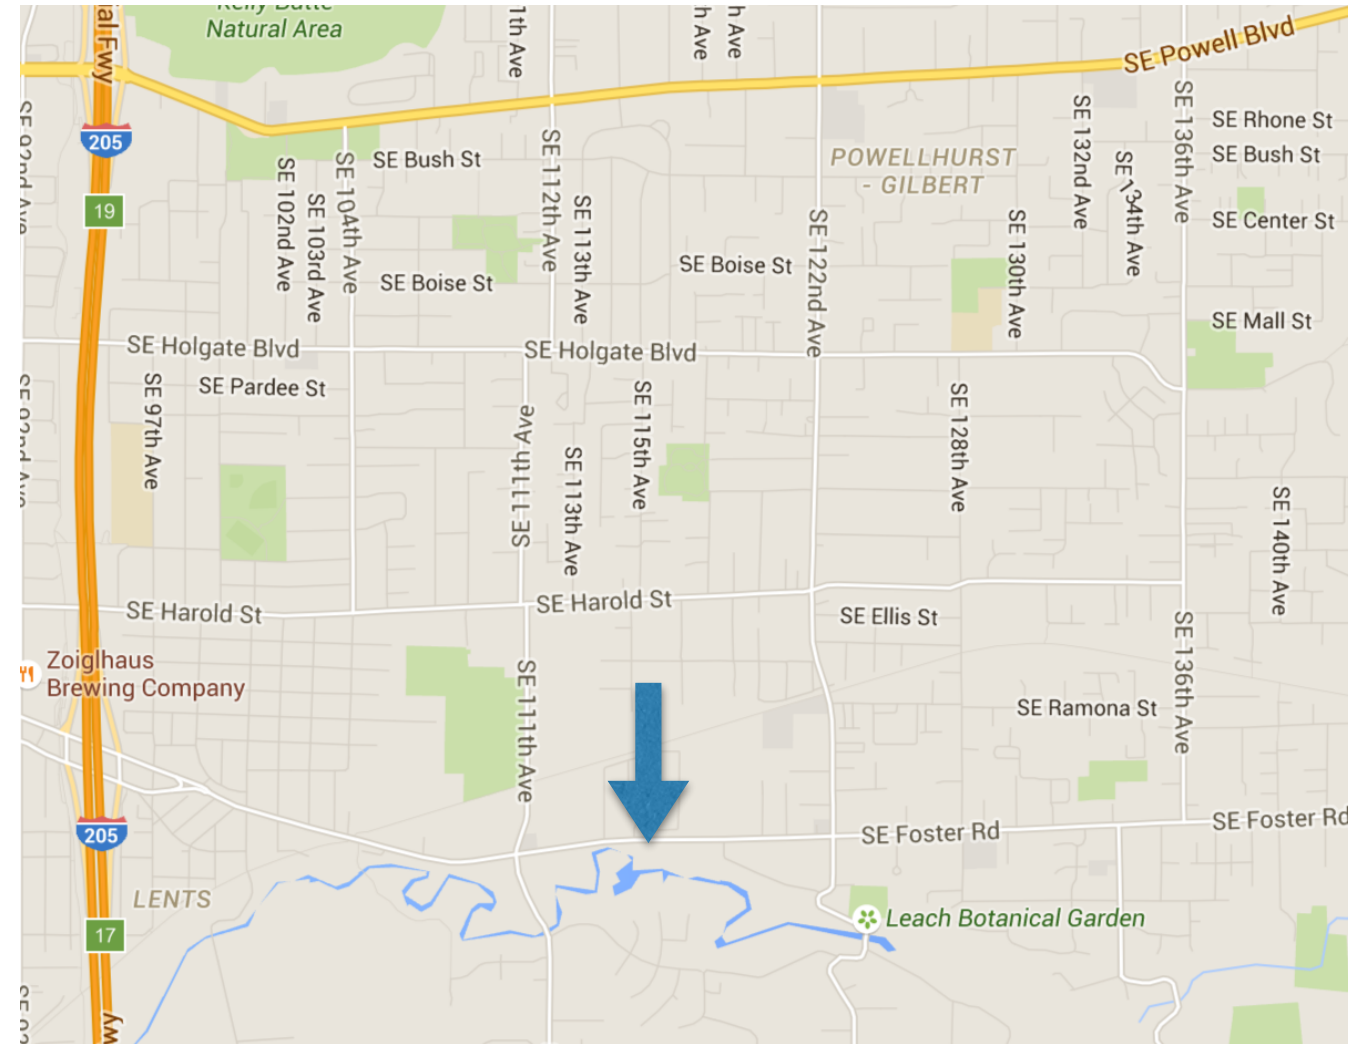 Kelly Butte
Natural Area
SE Powell Blvd
205
19
SE Bush St
SE 102nd Ave
SE 103rd Ave
SE 104th Ave
SE 112th Ave
SE 113th Ave
POWELLHURST
- GILBERT
SE 122nd Ave
SE 130th Ave
SE 132nd Ave
SE 134th Ave
SE 136th Ave
SE Rhone St
SE Bush St
SE Center St
SE Boise St
SE Boise St
SE Mall St
SE Holgate Blvd
SE Holgate Blvd
SE Pardee St
SE 97th Ave
SE 111th Ave
SE 113th Ave
SE 115th Ave
SE 128th Ave
SE 140th Ave
SE Harold St
SE Harold St
SE Ellis St
Zoiglhaus
Brewing Company
SE 111th Ave
SE 136th Ave
SE Ramona St
205
SE Foster Rd
SE Foster Rd
LENTS
17
Leach Botanical Garden